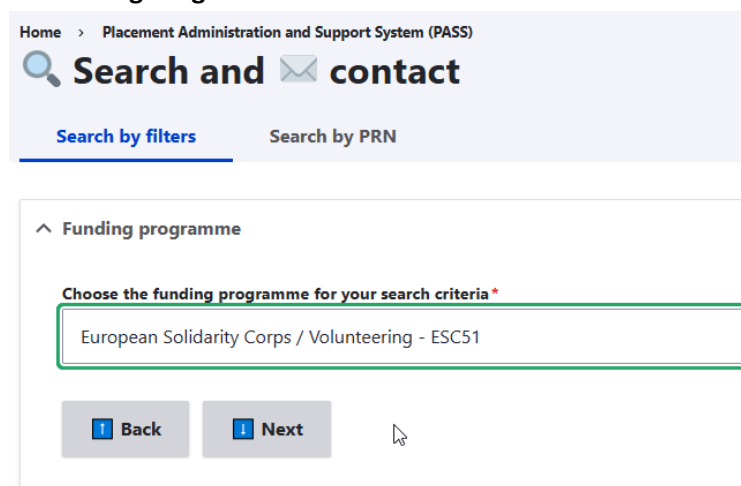 Home › Placement Administration and Support System (PASS)
🔍 Search and ✉️ contact
Search by filters Search by PRN
Funding programme
Choose the funding programme for your search criteria*
European Solidarity Corps / Volunteering - ESC51
⬆️ Back ⬇️ Next